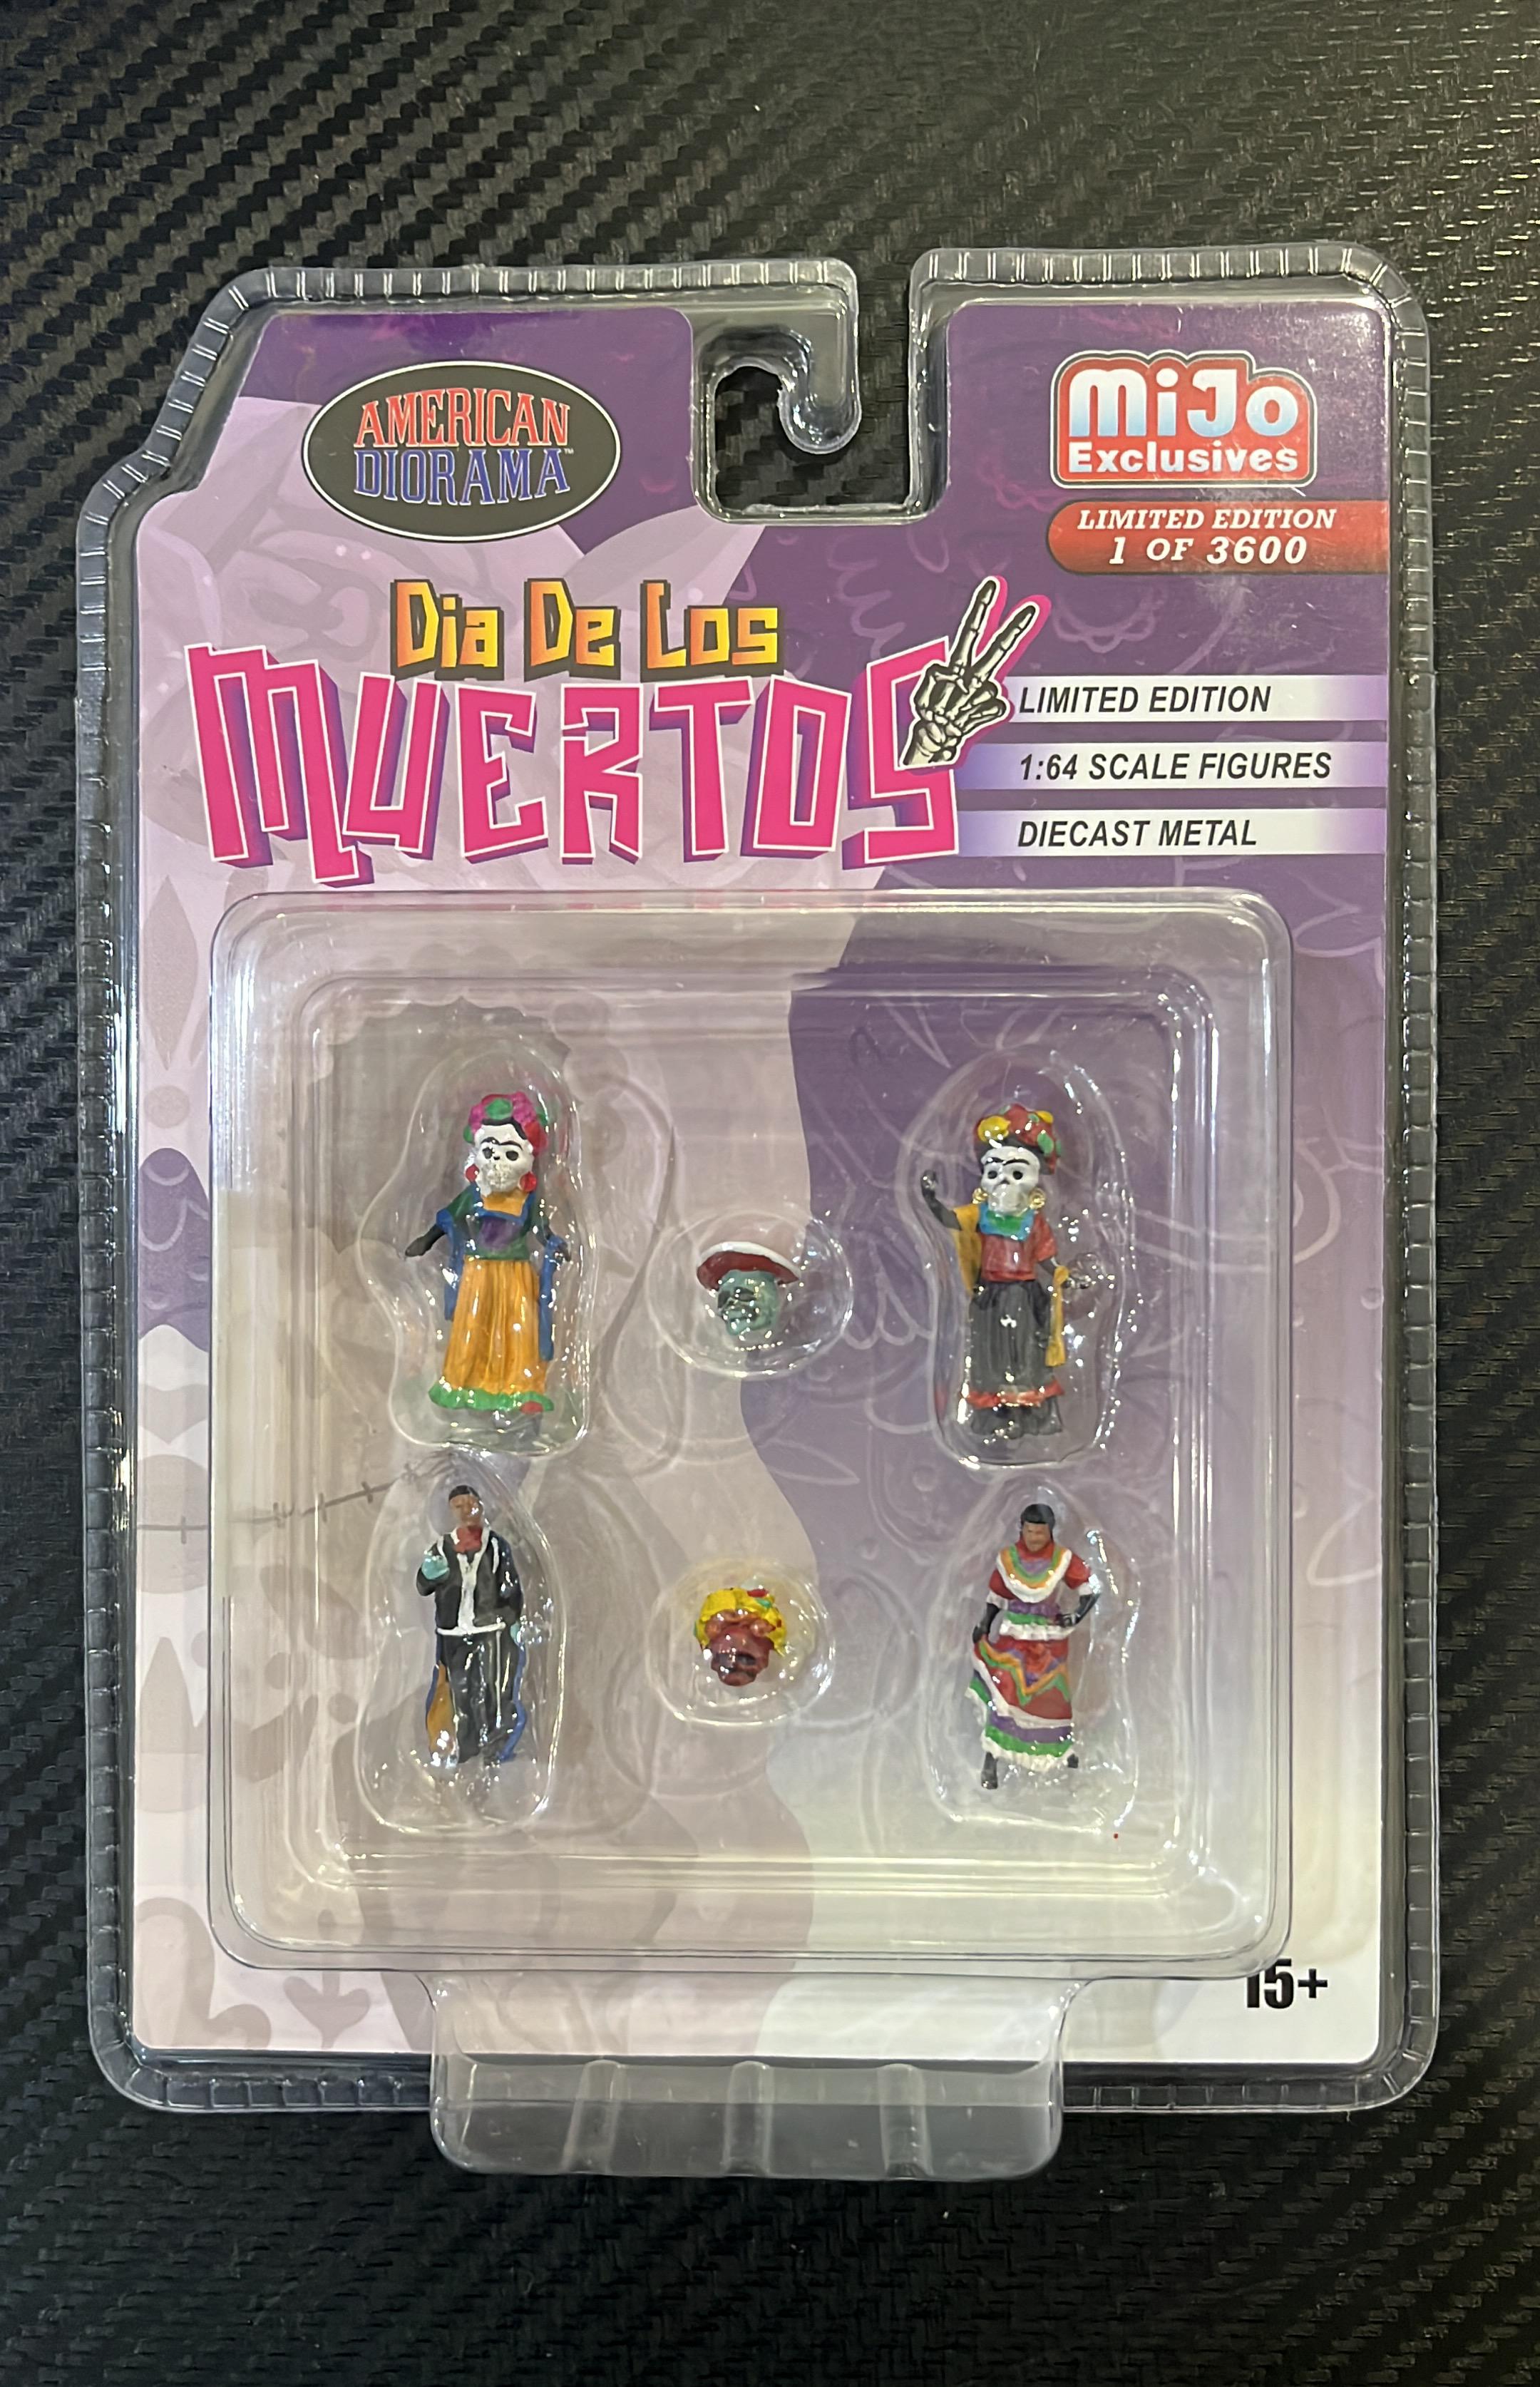 AMERICAN
DIORAMA™
MiJo
Exclusives
LIMITED EDITION
1 OF 3600
Dia De Los
MUERTOS
LIMITED EDITION
1:64 SCALE FIGURES
DIECAST METAL
15+